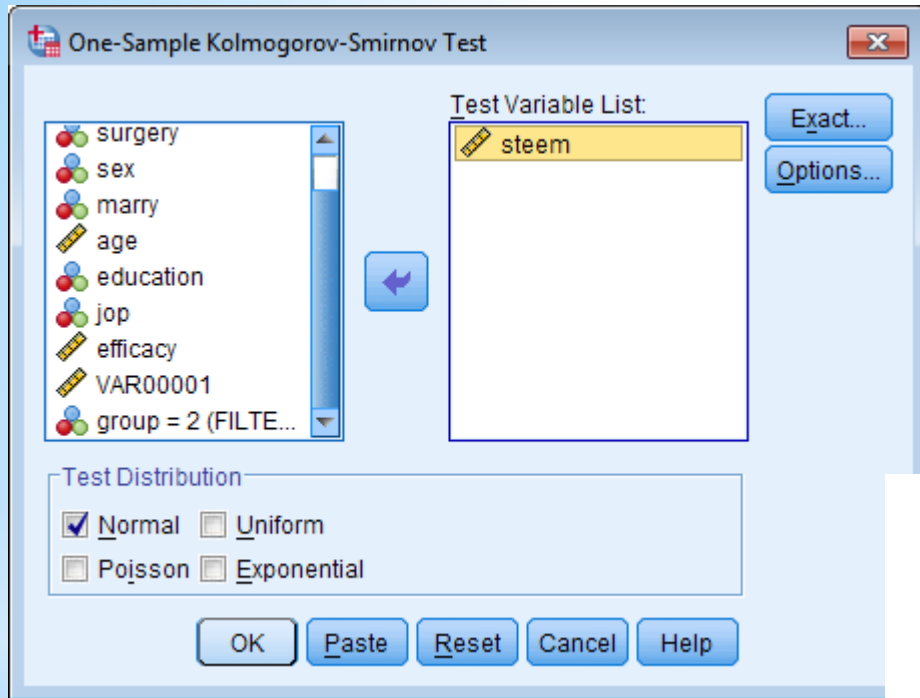 One-Sample Kolmogorov-Smirnov Test
surgery
sex
marry
age
education
jop
efficacy
VAR00001
group = 2 (FILTE...
Test Variable List:
steem
Exact...
Options...
Test Distribution
Normal Uniform
Poisson Exponential
OK Paste Reset Cancel Help